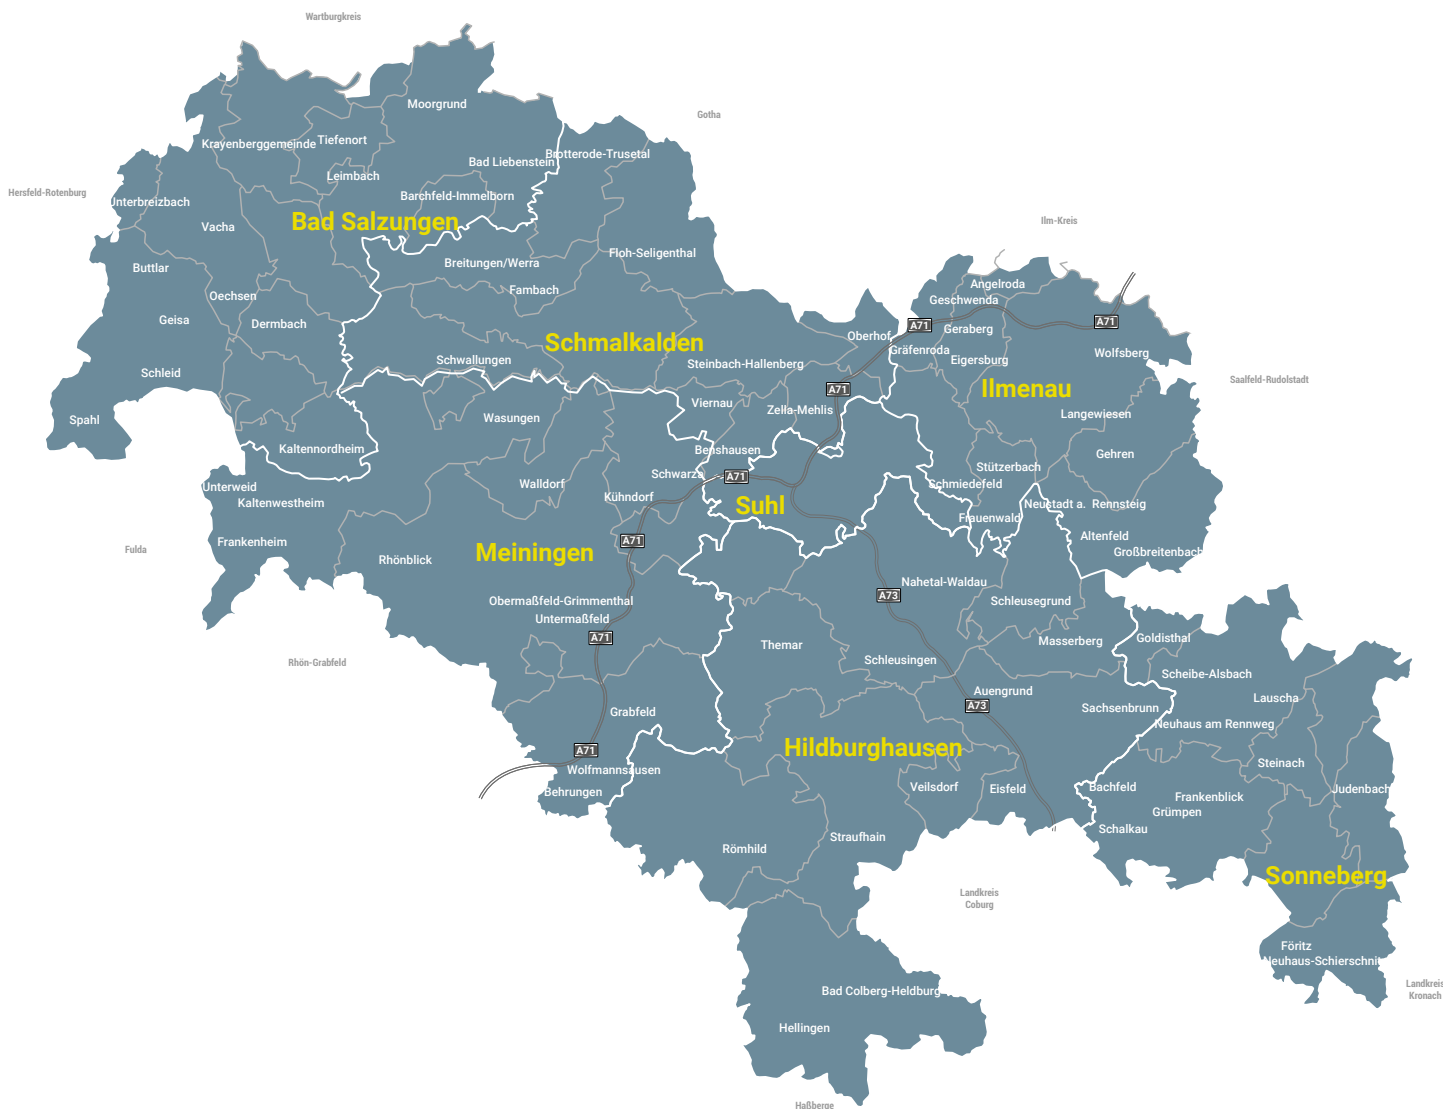 Wartburgkreis
Moorgrund
Gotha
Krayenberggemeinde
Tiefenort
Brotterode-Trusetal
Bad Liebenstein
Leimbach
Hersfeld-Rotenburg
Barchfeld-Immelborn
Unterbreizbach
Bad Salzungen
Vacha
Ilm-Kreis
Floh-Seligenthal
Breitungen/Werra
Buttlar
Angelroda
Fambach
Oechsen
Geschwenda
Geisa
Dermbach
A71
A71
Geraberg
Oberhof
Schmalkalden
Gräfenroda
Wolfsberg
Schwallungen
Eigersburg
Steinbach-Hallenberg
Schleid
Saalfeld-Rudolstadt
Ilmenau
A71
Viernau
Zella-Mehlis
Langewiesen
Wasungen
Spahl
Kaltennordheim
Benshausen
Gehren
Stützerbach
Schwarza
A71
Unterweid
Walldorf
Schmiedefeld
Kühndorf
Kaltenwestheim
Suhl
Neustadt a. Rennsteig
Frauenwald
Altenfeld
Frankenheim
A71
Fulda
Meiningen
Großbreitenbach
Rhönblick
Nahetal-Waldau
A73
Obermaßfeld-Grimmenthal
Schleusegrund
Untermaßfeld
A71
Goldisthal
Masserberg
Themar
Schleusingen
Rhön-Grabfeld
Scheibe-Alsbach
Auengrund
Lauscha
A73
Sachsenbrunn
Grabfeld
Neuhaus am Rennweg
Hildburghausen
A71
Steinach
Wolfmannsausen
Veilsdorf
Eisfeld
Bachfeld
Judenbach
Behrungen
Frankenblick
Grümpen
Schalkau
Straufhain
Römhild
Sonneberg
Landkreis
Coburg
Föritz
Neuhaus-Schierschnit
Landkreis
Kronach
Bad Colberg-Heldburg
Hellingen
Haßberge